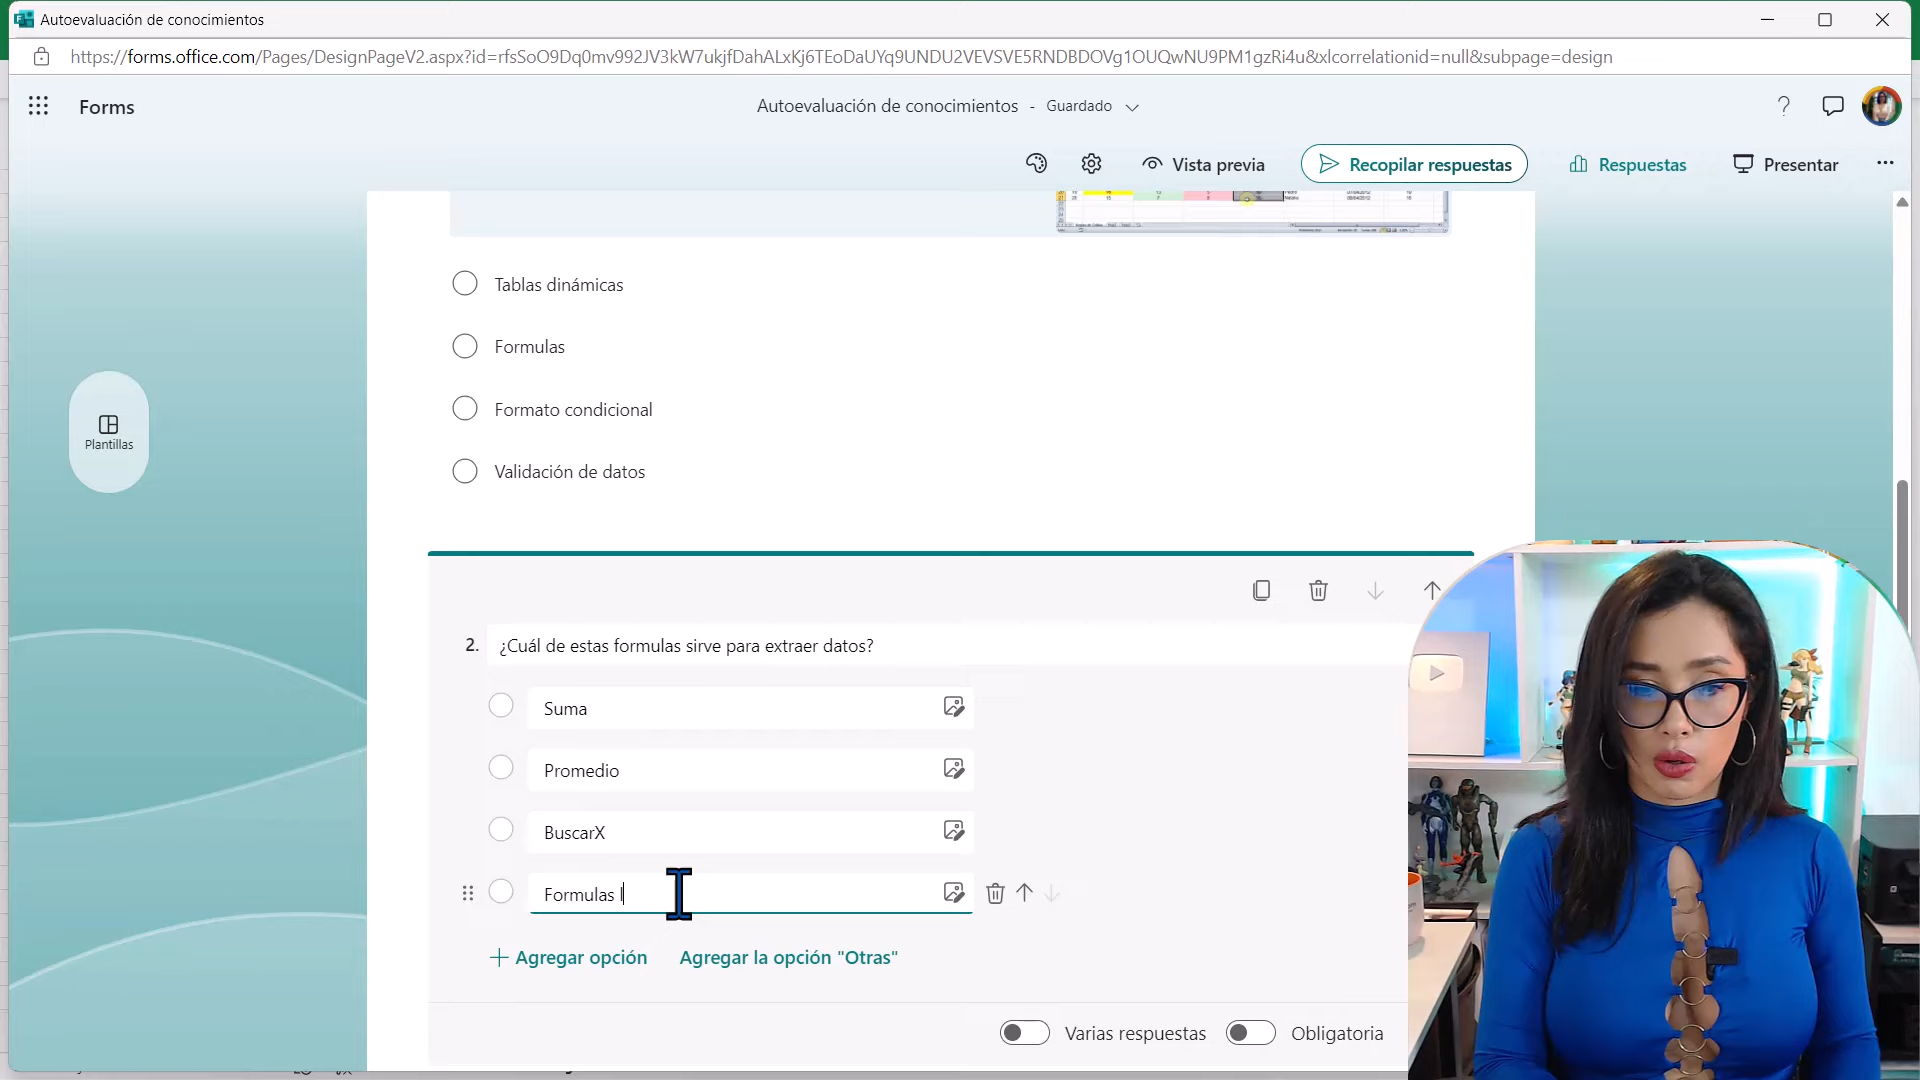 Autoevaluación de conocimientos
https://forms.office.com/Pages/DesignPageV2.aspx?id=rfsSoO9Dq0mv992JV3kW7ukjfDahALxKj6TEoDaUYq9UNDU2VEVSVE5RNDBDOVg1OUQwNU9PM1gzRi4u&xlcorrelationid=null&subpage=design
Forms
Autoevaluación de conocimientos - Guardado
Vista previa
Recopilar respuestas
Respuestas
Presentar
Tablas dinámicas
Formulas
Formato condicional
Validación de datos
Plantillas
2. ¿Cuál de estas formulas sirve para extraer datos?
Suma
Promedio
BuscarX
Formulas l
+ Agregar opción
Agregar la opción "Otras"
Varias respuestas
Obligatoria